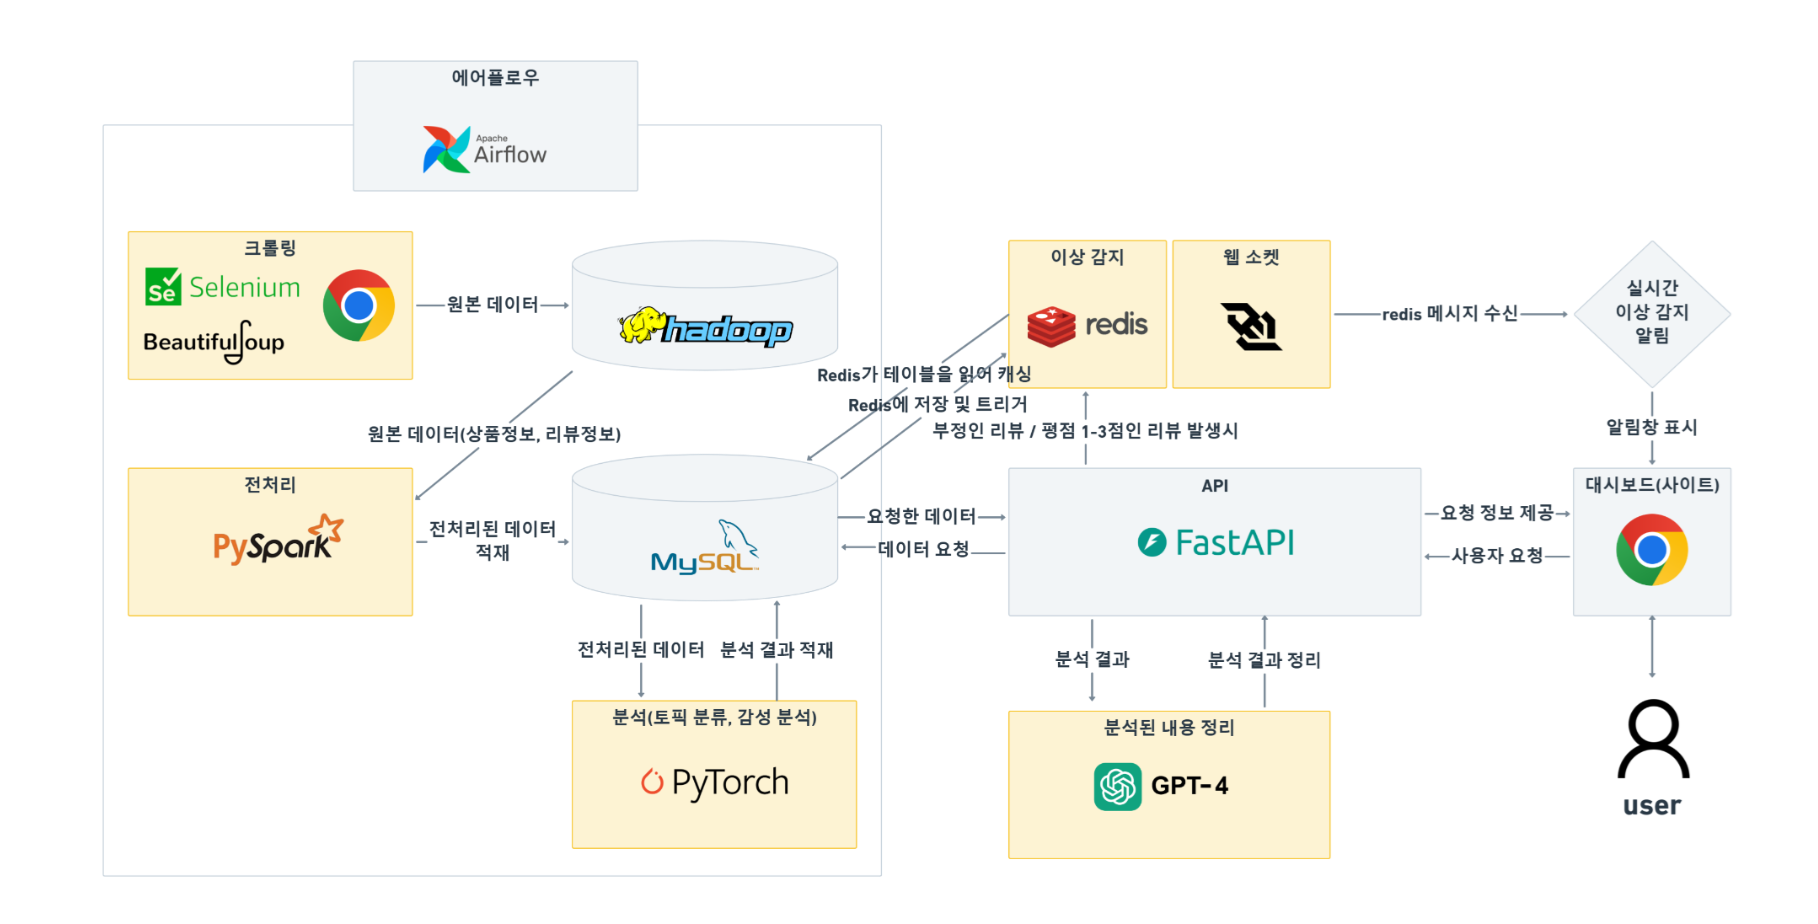 에어플로우
Apache
Airflow
크롤링
Se Selenium
BeautifulSoup
원본 데이터
hadoop
이상 감지
redis
웹 소켓
redis 메시지 수신
실시간
이상 감지
알림
Redis가 테이블을 읽어 캐싱
Redis에 저장 및 트리거
부정인 리뷰 / 평점 1-3점인 리뷰 발생시
원본 데이터(상품정보, 리뷰정보)
알림창 표시
전처리
PySpark
전처리된 데이터
적재
MySQL
요청한 데이터
데이터 요청
API
FastAPI
요청 정보 제공
사용자 요청
대시보드(사이트)
전처리된 데이터
분석 결과 적재
분석 결과
분석 결과 정리
분석(토픽 분류, 감성 분석)
PyTorch
분석된 내용 정리
GPT-4
user